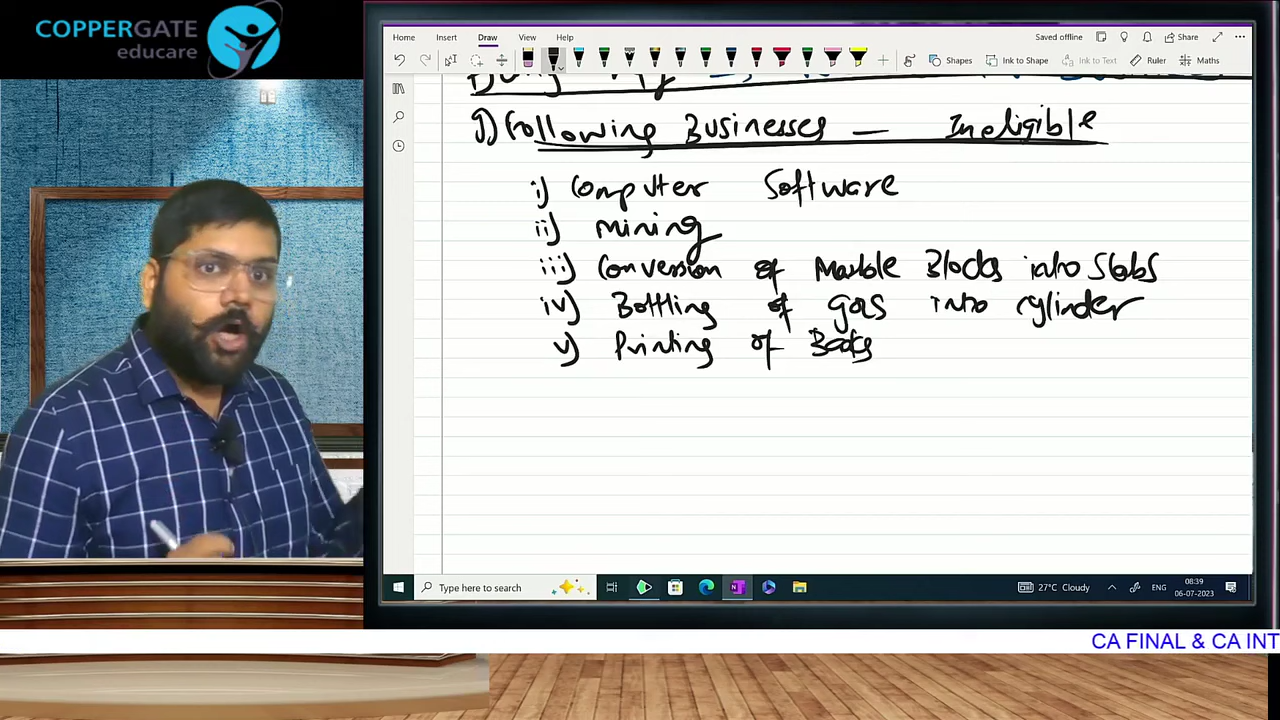 COPPERGATE
educare
Home Insert Draw View Help
Saved offline
Share
Shapes
Ink to Shape
Ink to Text
Ruler
Maths
Following Businesses — Ineligible
i) Computer Software
ii) Mining
iii) Conversion of Marble Blocks into Slabs
iv) Bottling of gas into cylinder
v) Printing of Books
Type here to search
27°C Cloudy
ENG
08:39
06-07-2023
CA FINAL & CA INT